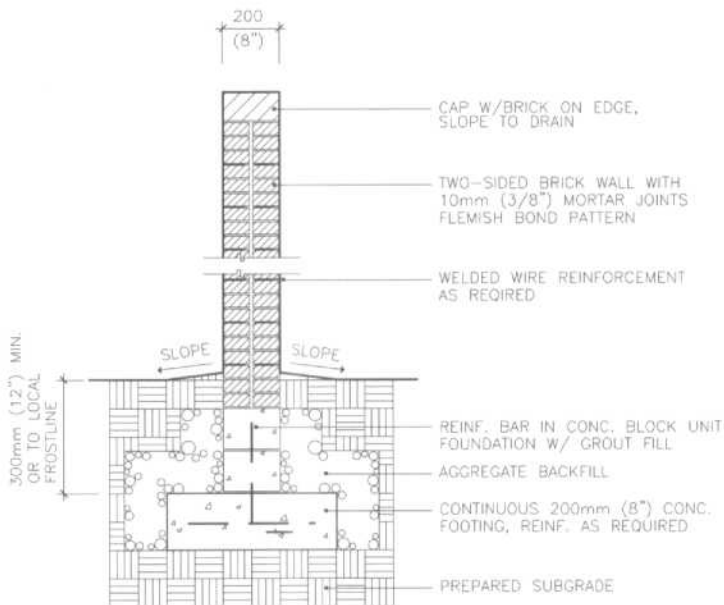 200
(8")
CAP W/BRICK ON EDGE,
SLOPE TO DRAIN
TWO-SIDED BRICK WALL WITH
10mm (3/8") MORTAR JOINTS
FLEMISH BOND PATTERN
WELDED WIRE REINFORCEMENT
AS REQIRED
SLOPE
SLOPE
300mm (12") MIN.
OR TO LOCAL
FROSTLINE
REINF. BAR IN CONC. BLOCK UNIT
FOUNDATION W/ GROUT FILL
AGGREGATE BACKFILL
CONTINUOUS 200mm (8") CONC.
FOOTING, REINF. AS REQUIRED
PREPARED SUBGRADE